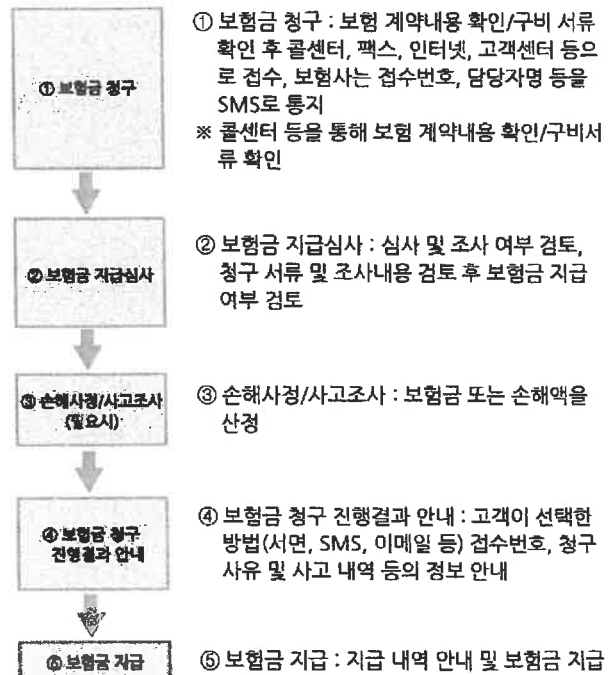 ① 보험금 청구
① 보험금 청구 : 보험 계약내용 확인/구비 서류
확인 후 콜센터, 팩스, 인터넷, 고객센터 등으
로 접수, 보험사는 접수번호, 담당자명 등을
SMS로 통지
※ 콜센터 등을 통해 보험 계약내용 확인/구비서
류 확인
② 보험금 지급심사
② 보험금 지급심사 : 심사 및 조사 여부 검토,
청구 서류 및 조사내용 검토 후 보험금 지급
여부 검토
③ 손해사정/사고조사
(필요시)
③ 손해사정/사고조사 : 보험금 또는 손해액을
산정
④ 보험금 청구
진행결과 안내
④ 보험금 청구 진행결과 안내 : 고객이 선택한
방법(서면, SMS, 이메일 등) 접수번호, 청구
사유 및 사고 내역 등의 정보 안내
⑤ 보험금 지급
⑤ 보험금 지급 : 지급 내역 안내 및 보험금 지급